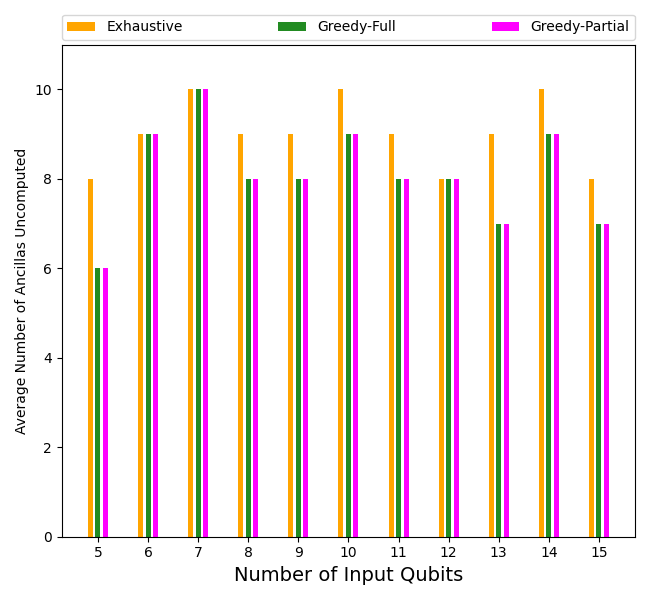 Exhaustive Greedy-Full Greedy-Partial
Average Number of Ancillas Uncomputed
10
8
6
4
2
0
5 6 7 8 9 10 11 12 13 14 15
Number of Input Qubits